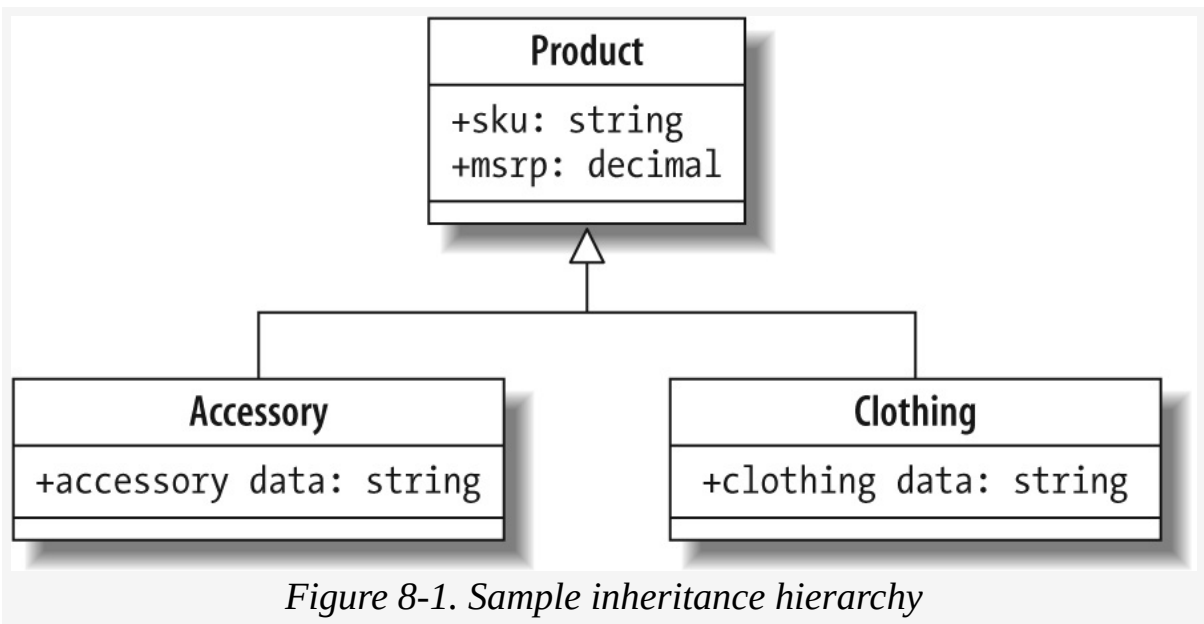 Product
+sku: string
+msrp: decimal
Accessory
+accessory data: string
Clothing
+clothing data: string
Figure 8-1. Sample inheritance hierarchy